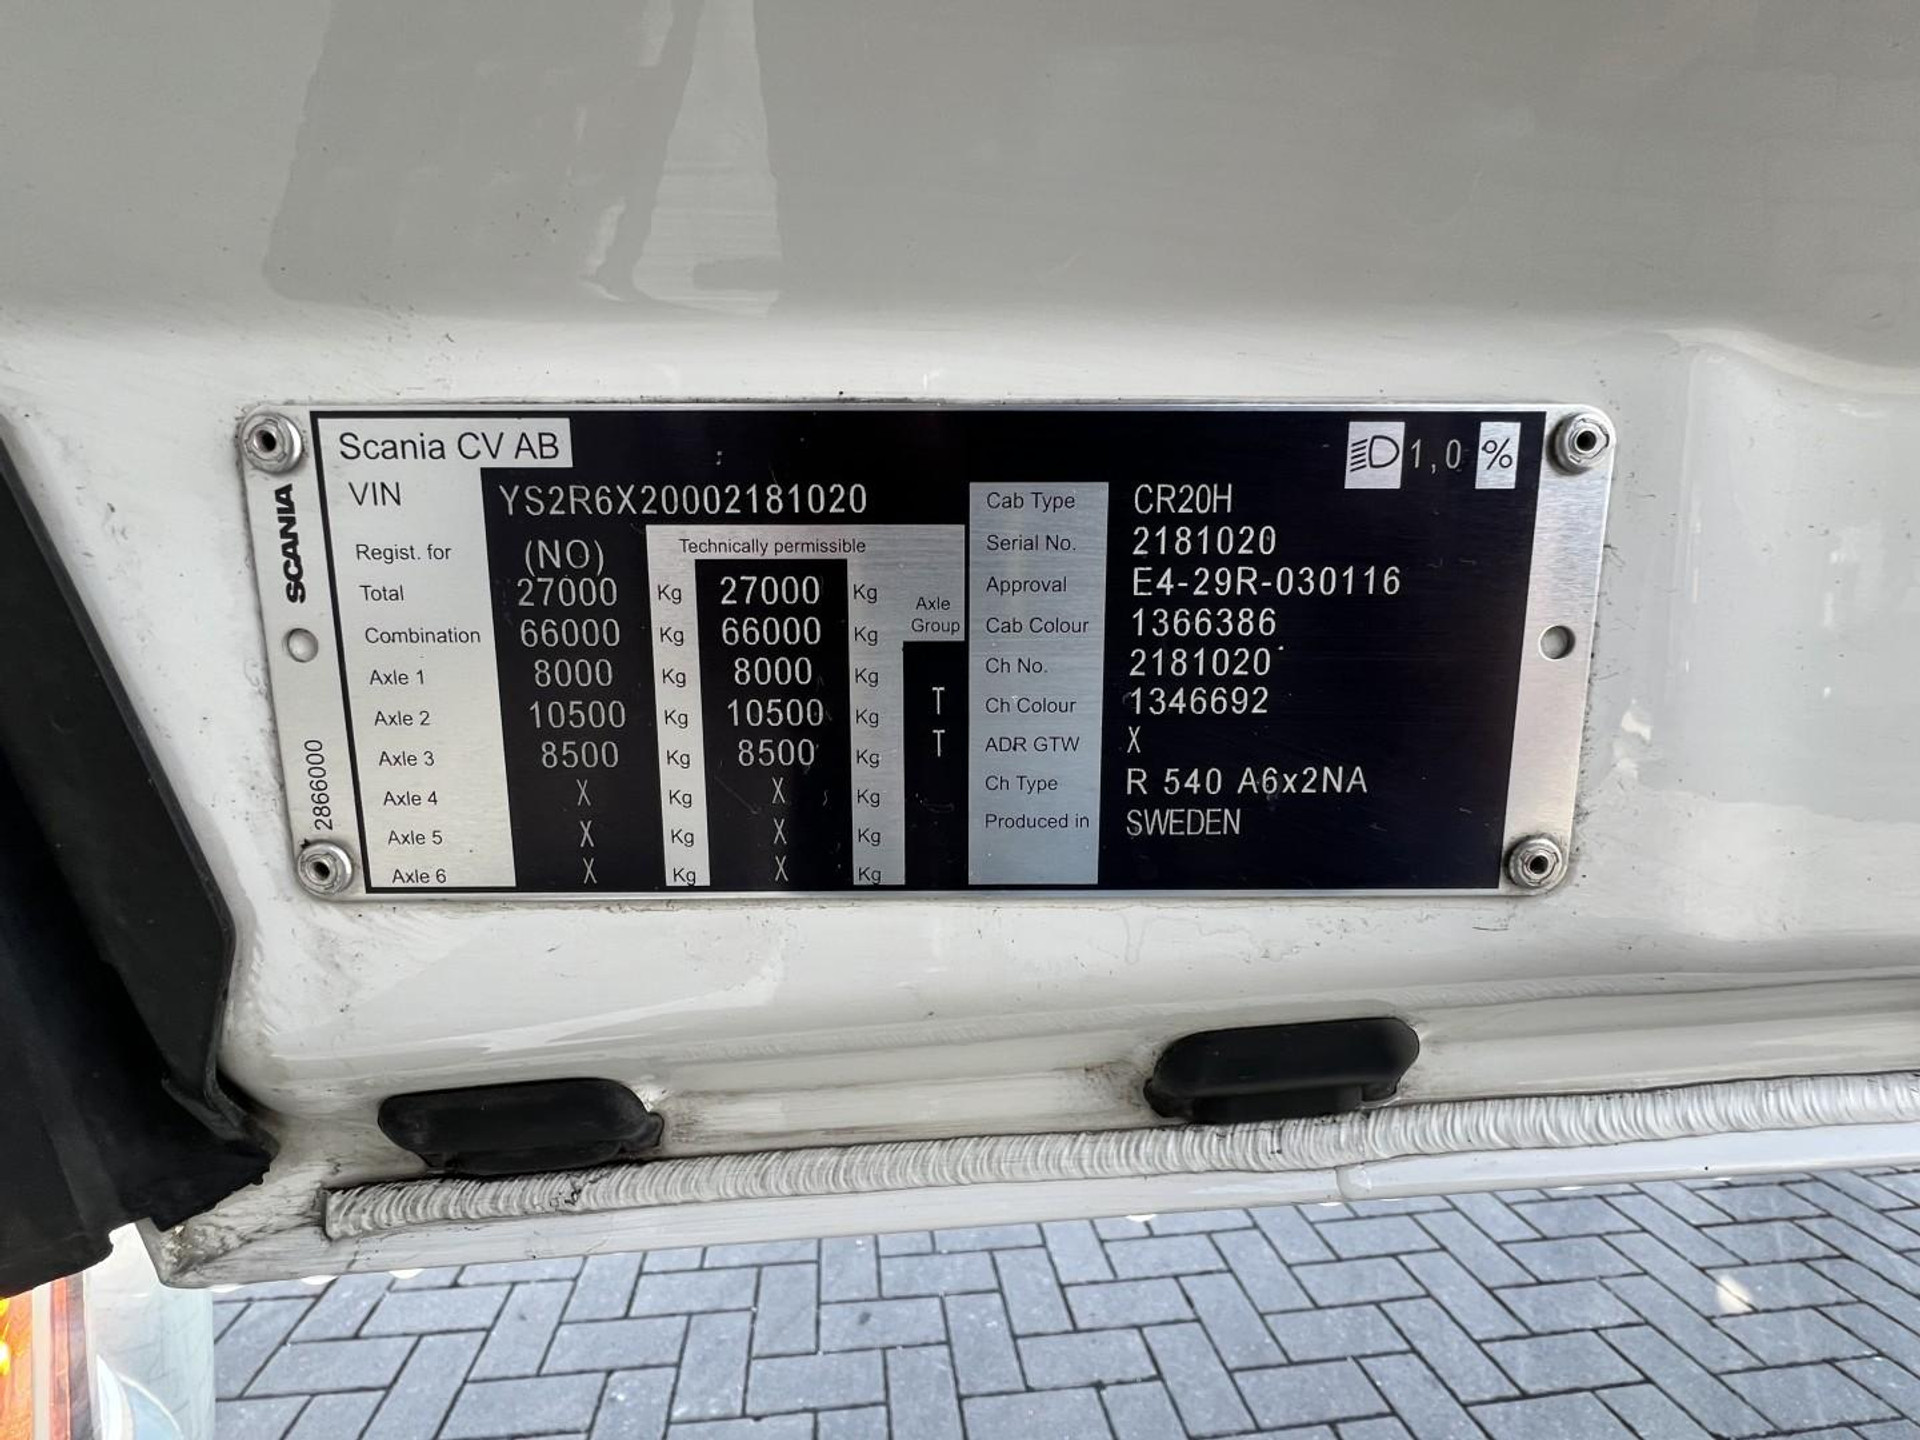 Scania CV AB 1,0 %
VIN YS2R6X20002181020
Regist. for (NO) Technically permissible
Total 27000 Kg 27000 Kg Axle Group
Combination 66000 Kg 66000 Kg
Axle 1 8000 Kg 8000 Kg
Axle 2 10500 Kg 10500 Kg T
Axle 3 8500 Kg 8500 Kg T
Axle 4 X Kg X Kg
Axle 5 X Kg X Kg
Axle 6 X Kg X Kg
Cab Type CR20H
Serial No. 2181020
Approval E4-29R-030116
Cab Colour 1366386
Ch No. 2181020
Ch Colour 1346692
ADR GTW X
Ch Type R 540 A6x2NA
Produced in SWEDEN
SCANIA
2866000